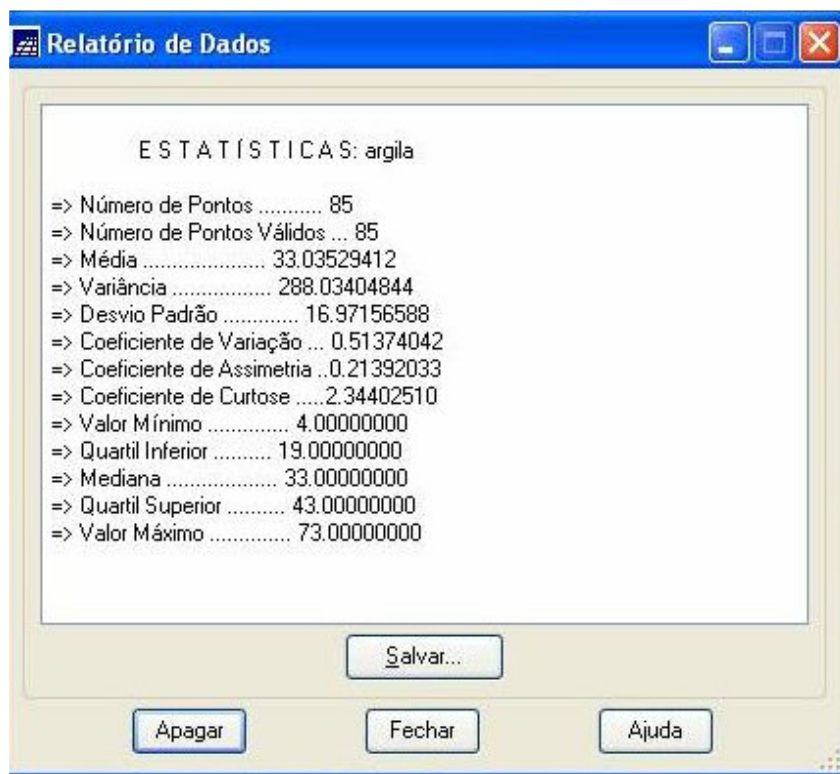 Relatório de Dados
E S T A T Í S T I C A S: argila
=> Número de Pontos ........... 85
=> Número de Pontos Válidos ... 85
=> Média ..................... 33.03529412
=> Variância ................. 288.03404844
=> Desvio Padrão ............. 16.97156588
=> Coeficiente de Variação ... 0.51374042
=> Coeficiente de Assimetria ..0.21392033
=> Coeficiente de Curtose .....2.34402510
=> Valor Mínimo .............. 4.00000000
=> Quartil Inferior .......... 19.00000000
=> Mediana ................... 33.00000000
=> Quartil Superior .......... 43.00000000
=> Valor Máximo .............. 73.00000000
Salvar...
Apagar
Fechar
Ajuda